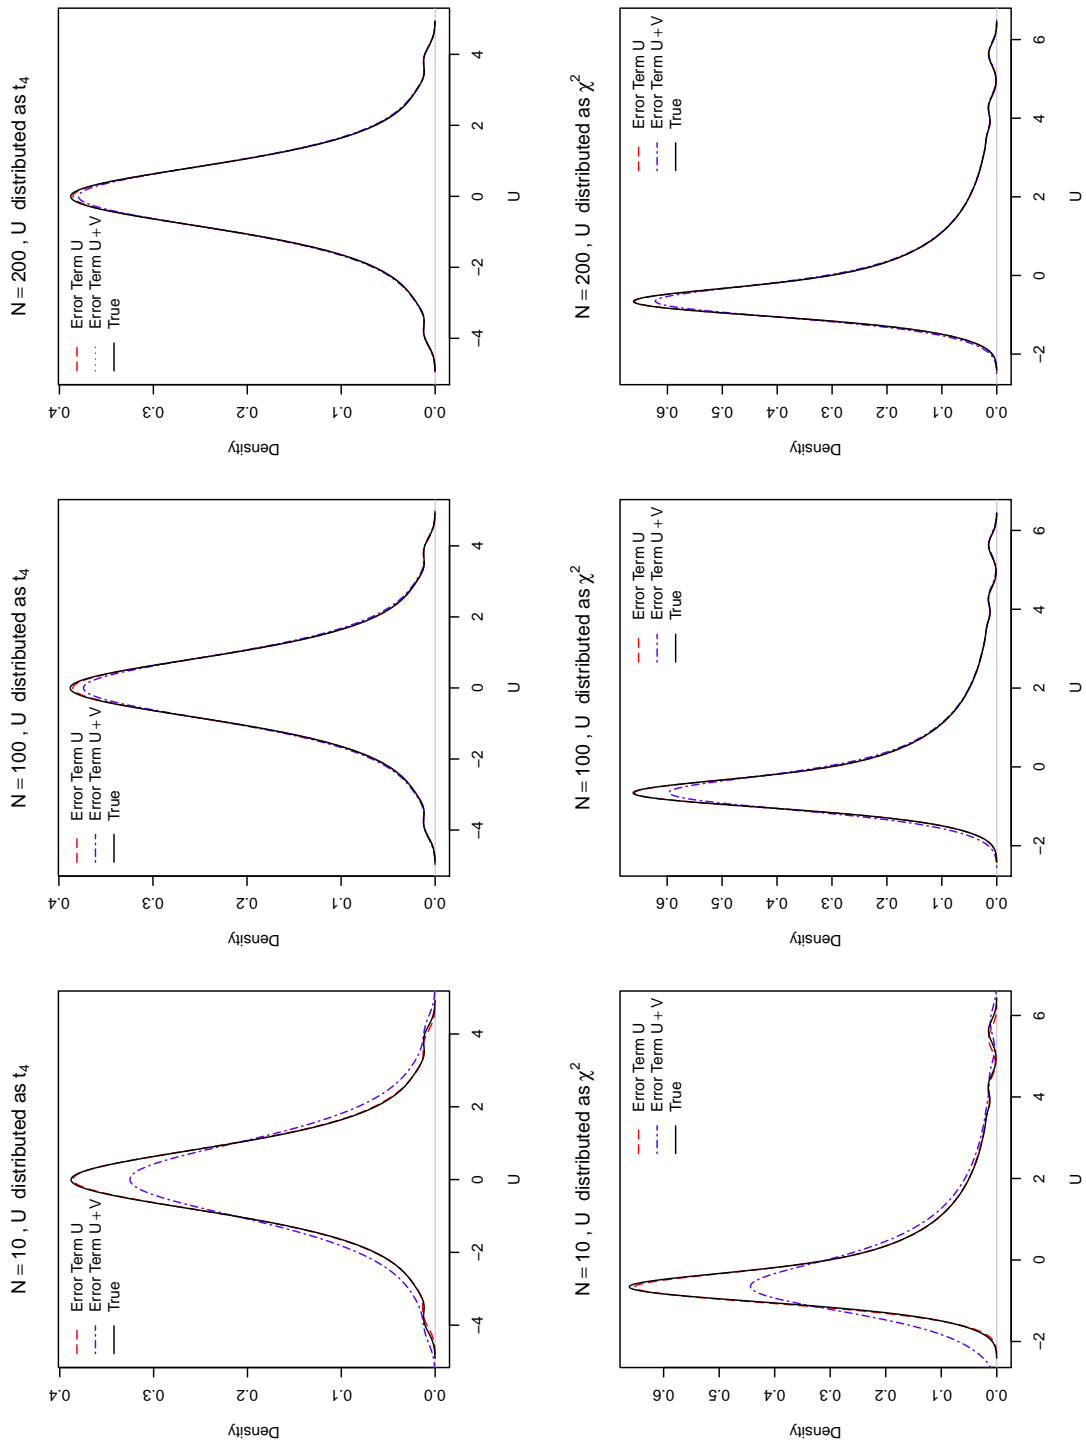 N = 10 , U distributed as t₄
Error Term U
Error Term U + V
True
Density
0.4
0.3
0.2
0.1
0.0
−4 −2 0 2 4
U
N = 100 , U distributed as t₄
Error Term U
Error Term U + V
True
Density
0.4
0.3
0.2
0.1
0.0
−4 −2 0 2 4
U
N = 200 , U distributed as t₄
Error Term U
Error Term U + V
True
Density
0.4
0.3
0.2
0.1
0.0
−4 −2 0 2 4
U
N = 10 , U distributed as χ²
Error Term U
Error Term U + V
True
Density
0.6
0.5
0.4
0.3
0.2
0.1
0.0
−2 0 2 4 6
U
N = 100 , U distributed as χ²
Error Term U
Error Term U + V
True
Density
0.6
0.5
0.4
0.3
0.2
0.1
0.0
−2 0 2 4 6
U
N = 200 , U distributed as χ²
Error Term U
Error Term U + V
True
Density
0.6
0.5
0.4
0.3
0.2
0.1
0.0
−2 0 2 4 6
U